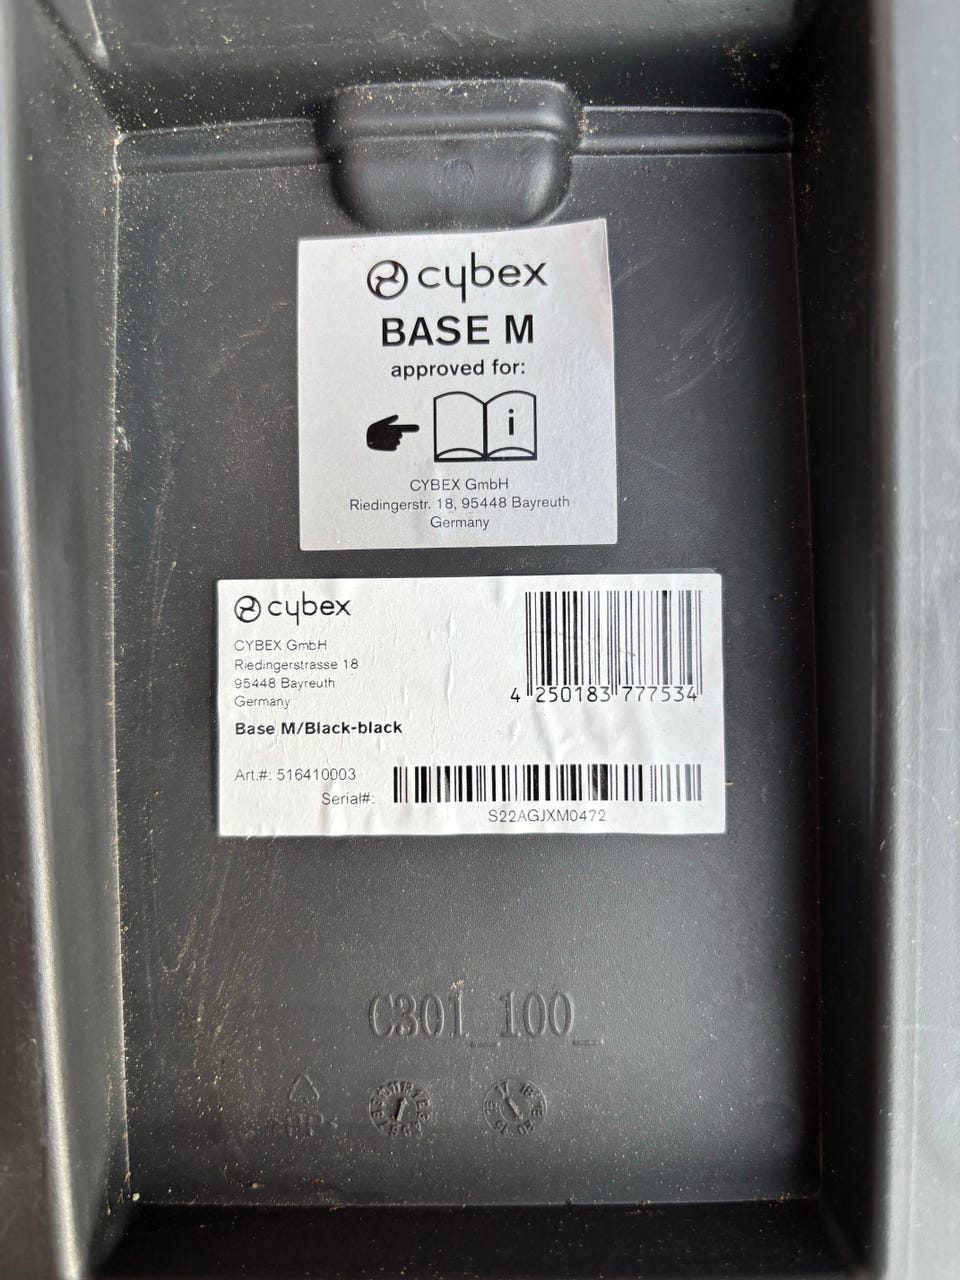 cybex
BASE M
approved for:
i
CYBEX GmbH
Riedingerstr. 18, 95448 Bayreuth
Germany
cybex
CYBEX GmbH
Riedingerstrasse 18
95448 Bayreuth
Germany
4 250183 777534
Base M/Black-black
Art.#: 516410003
Serial#:
S22AGJXM0472
C301_100_
PP